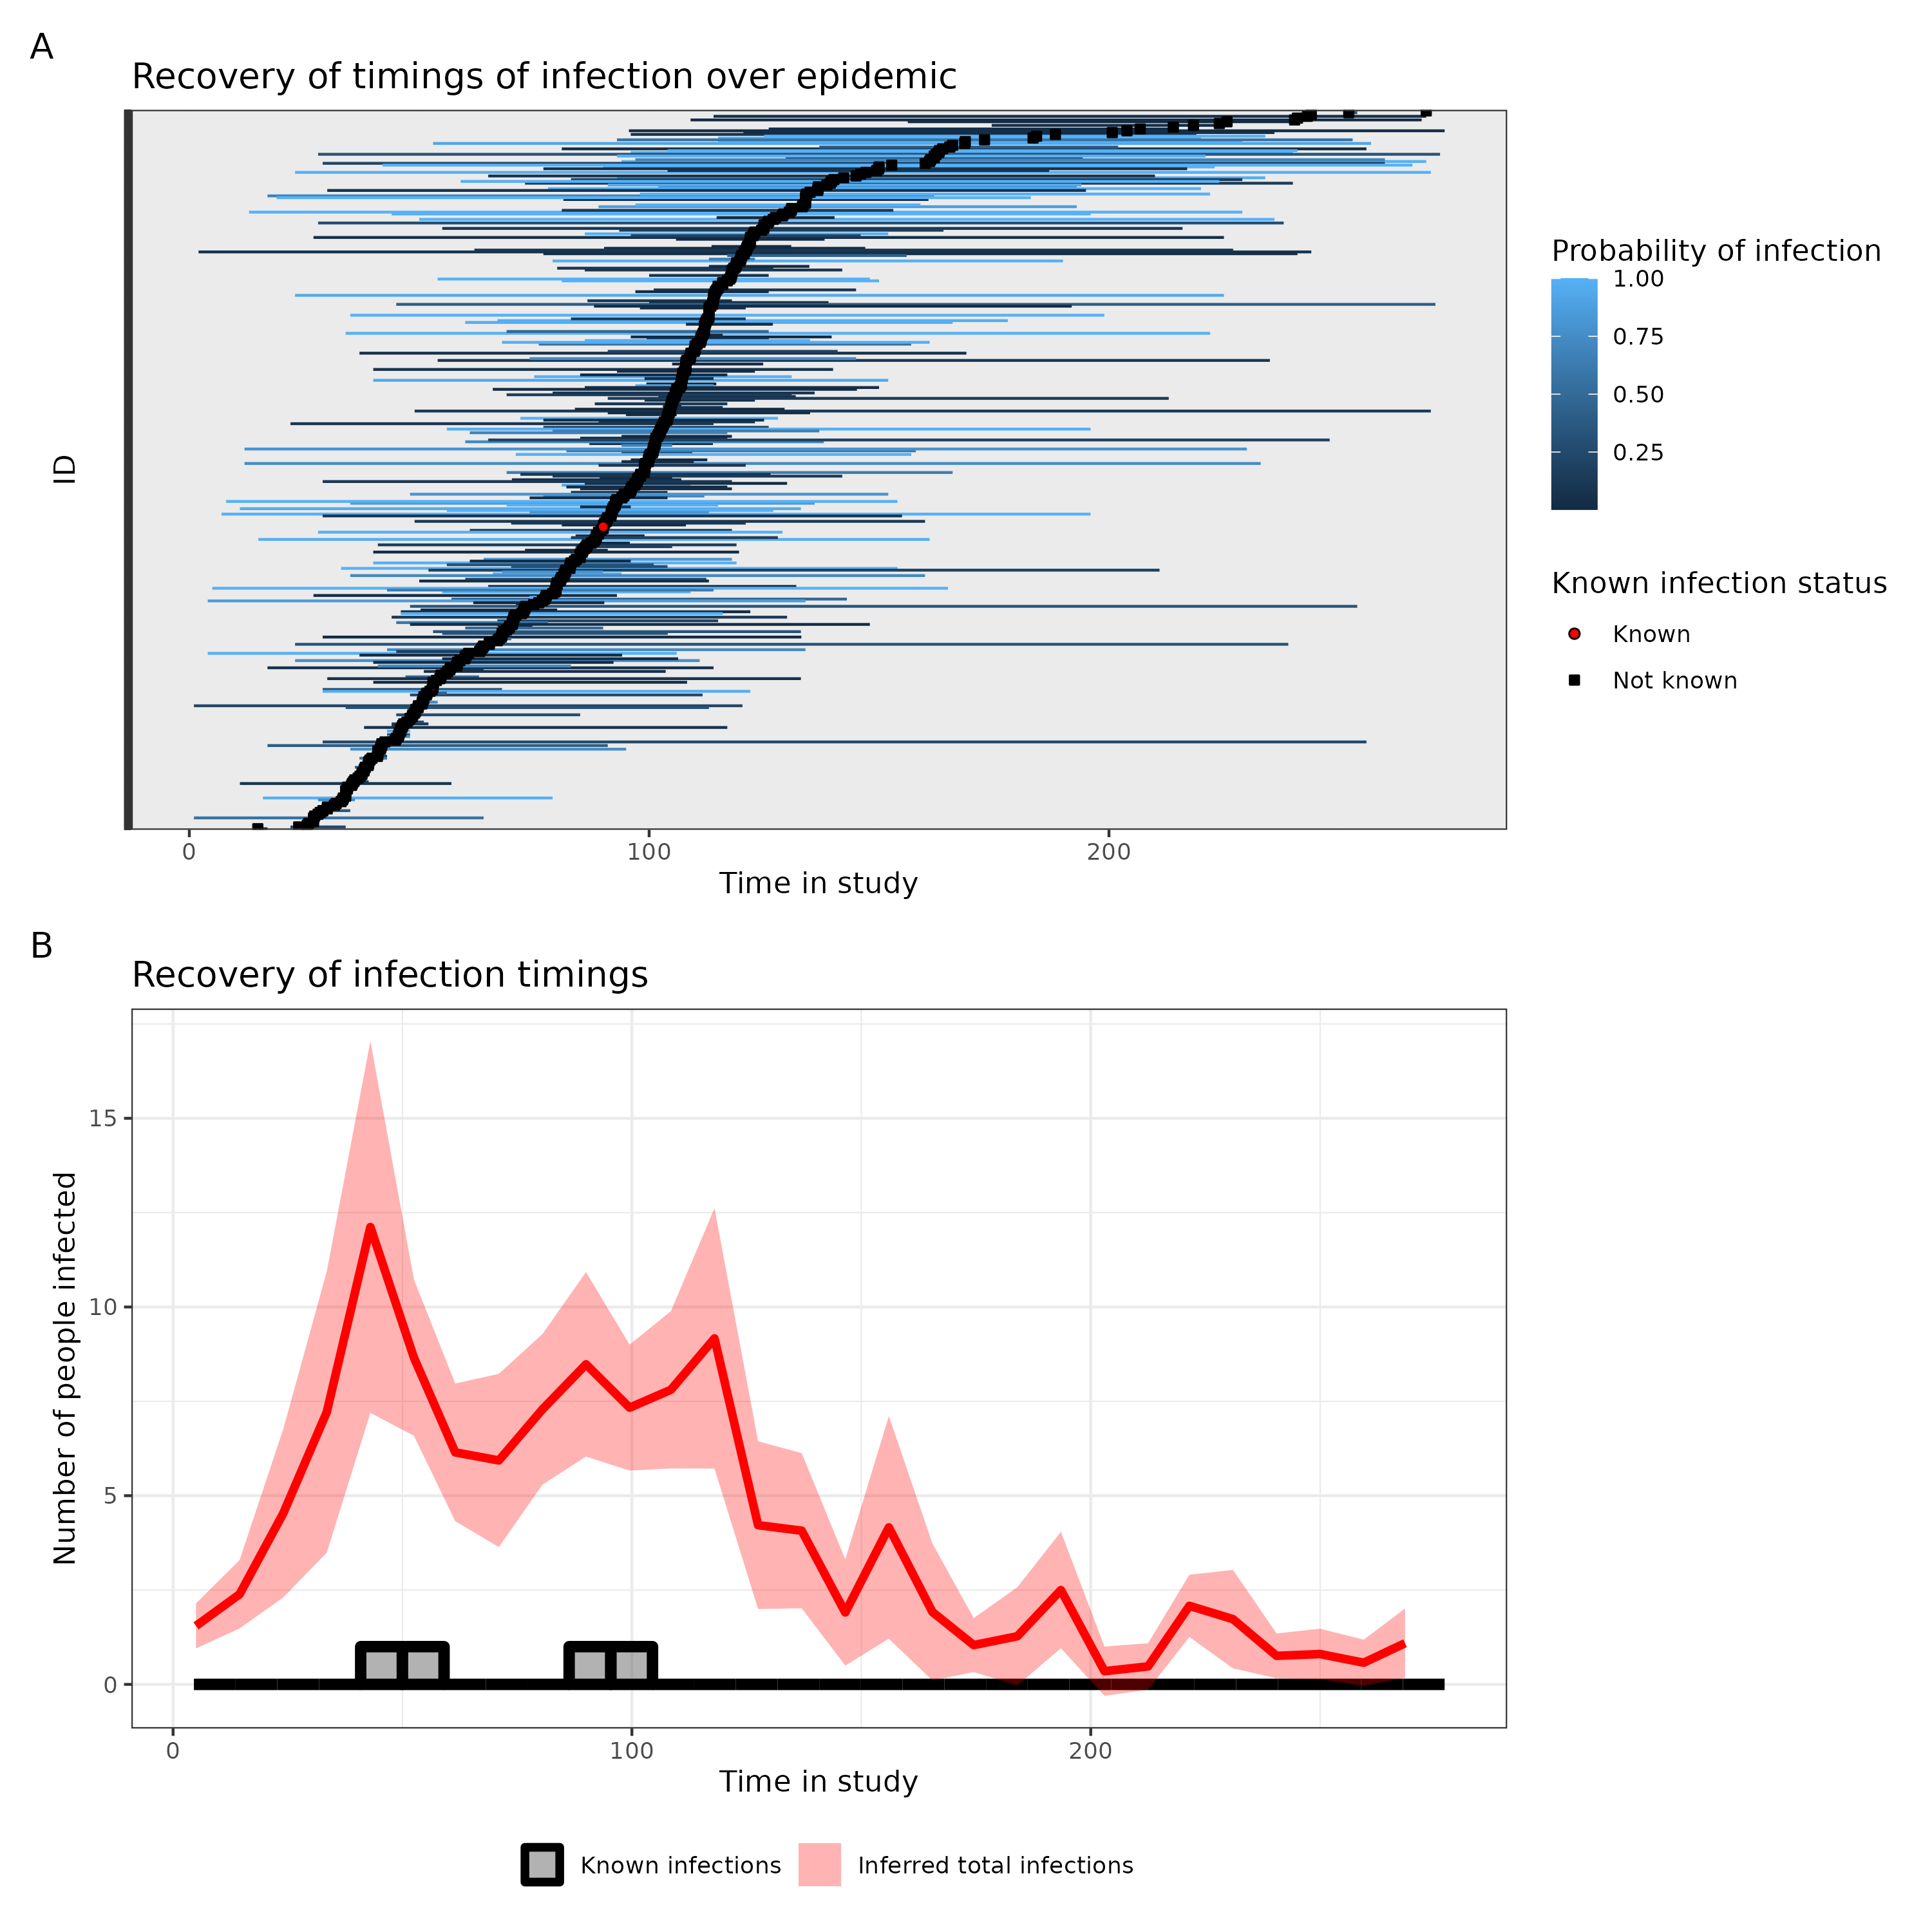 A
Recovery of timings of infection over epidemic
ID
0
100
200
Time in study
Probability of infection
1.00
0.75
0.50
0.25
Known infection status
Known
Not known
B
Recovery of infection timings
Number of people infected
15
10
5
0
0
100
200
Time in study
Known infections
Inferred total infections